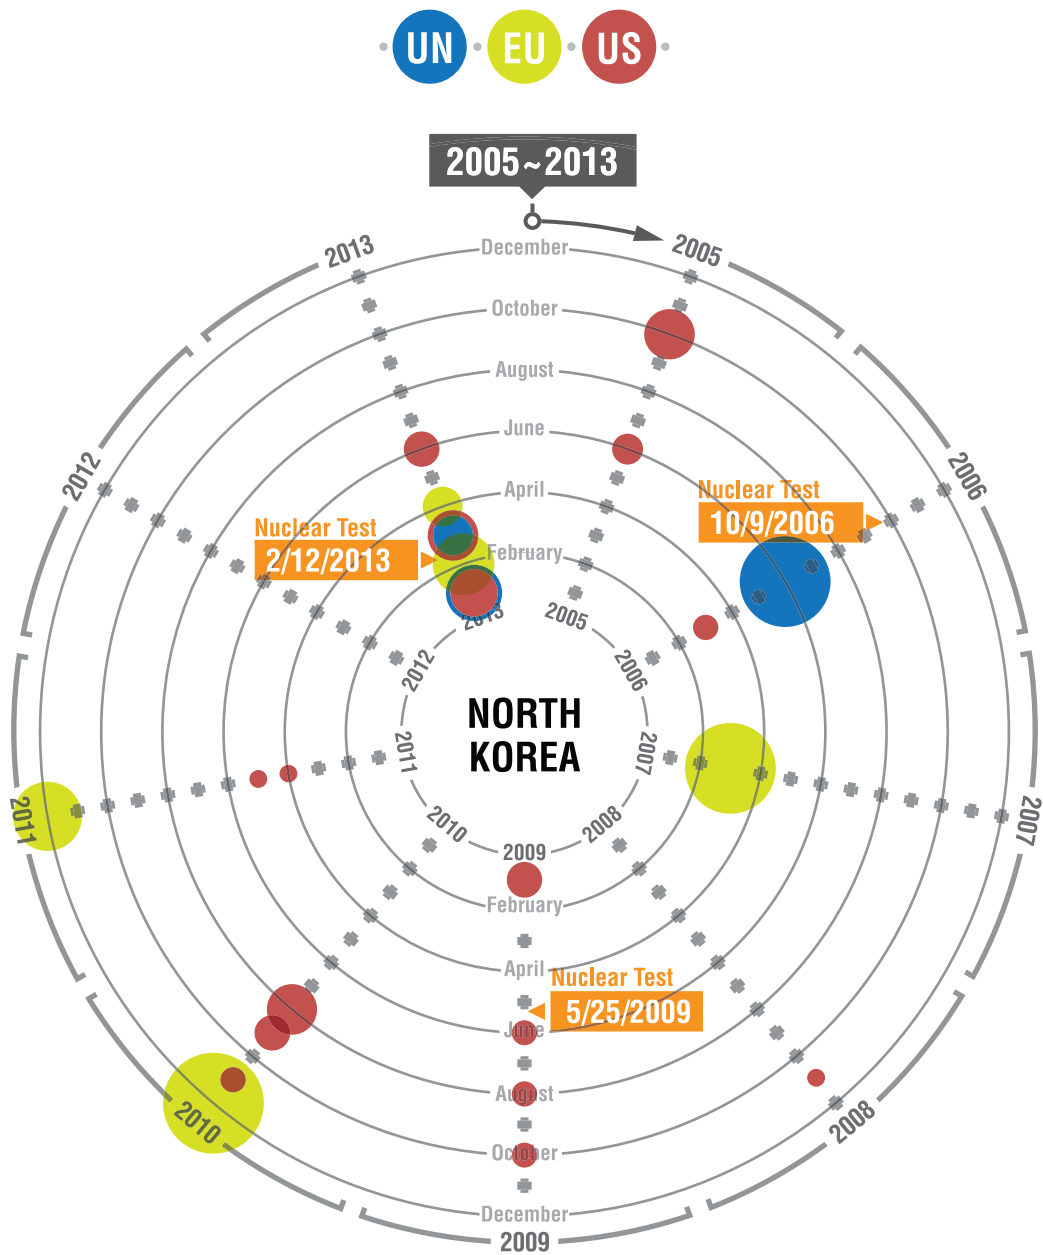 UN EU US
2005~2013
2013
2005
December
October
August
June
April
February
2012
2006
Nuclear Test
10/9/2006
Nuclear Test
2/12/2013
2013
2005
2012
2006
NORTH
KOREA
2011
2007
2010
2008
2009
2011
2007
February
April
Nuclear Test
5/25/2009
June
August
October
December
2010
2008
2009